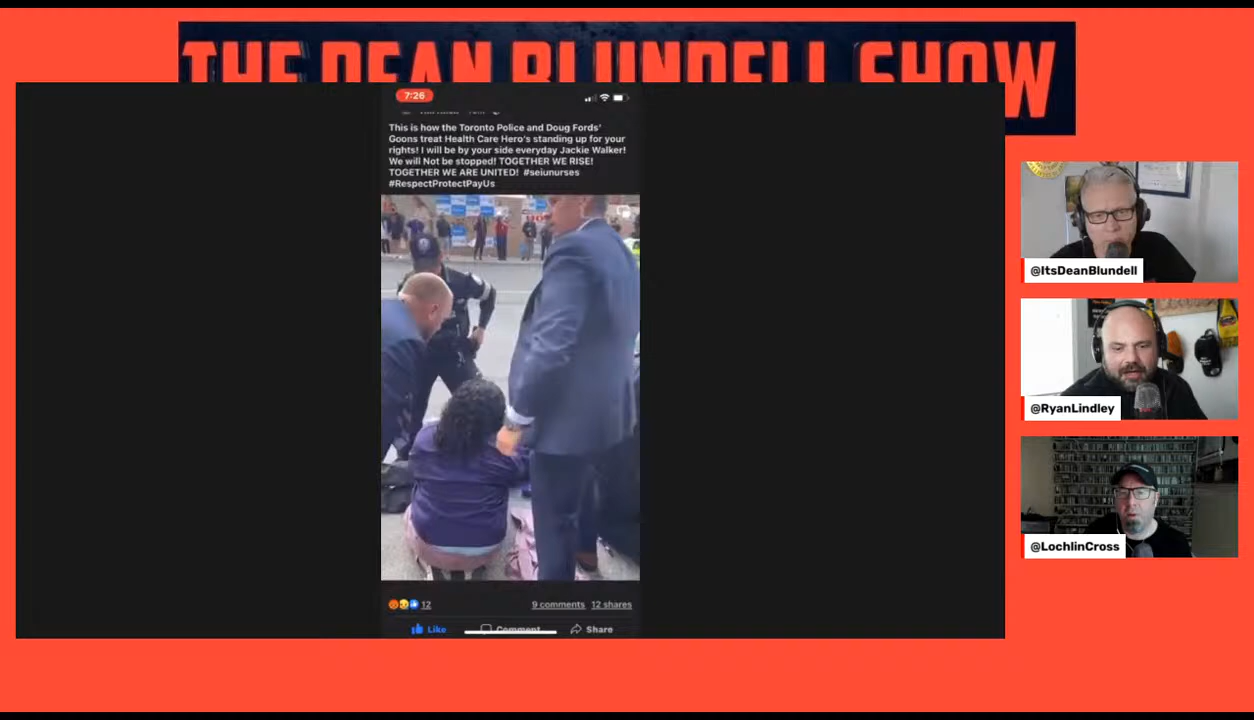 THE DEAN BLUNDELL SHOW
7:26
This is how the Toronto Police and Doug Fords'
Goons treat Health Care Hero's standing up for your
rights! I will be by your side everyday Jackie Walker!
We will Not be stopped! TOGETHER WE RISE!
TOGETHER WE ARE UNITED! #seiunurses
#RespectProtectPayUs
@ItsDeanBlundell
@RyanLindley
@LochlinCross
12
9 comments 12 shares
Like Comment Share